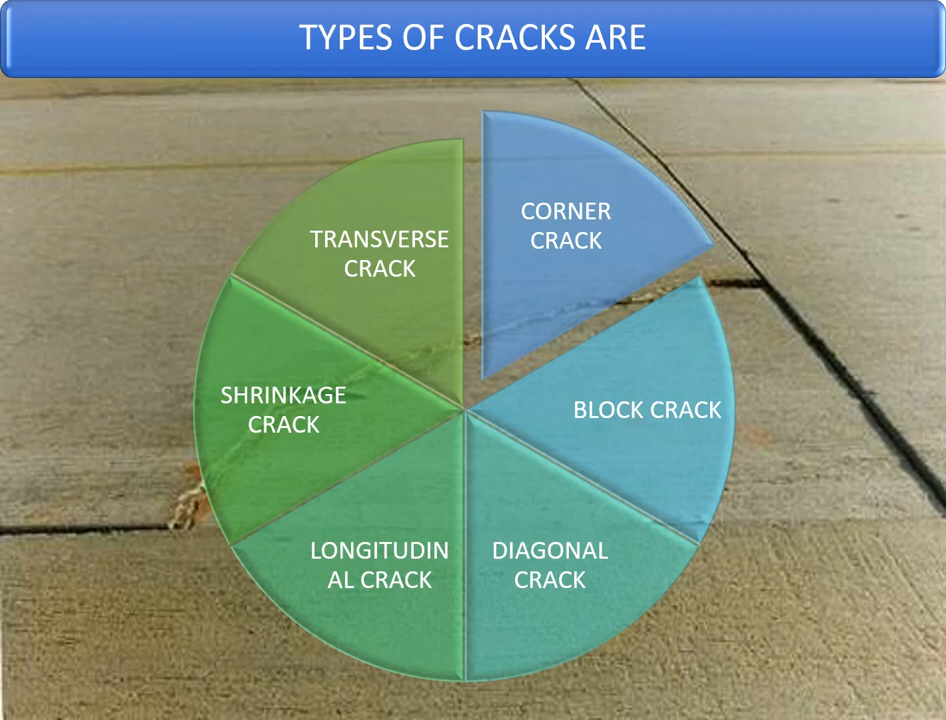 TYPES OF CRACKS ARE
CORNER
CRACK
BLOCK CRACK
DIAGONAL
CRACK
LONGITUDIN
AL CRACK
SHRINKAGE
CRACK
TRANSVERSE
CRACK